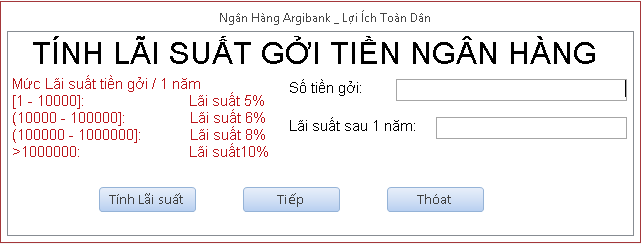 Ngân Hàng Argibank _ Lợi Ích Toàn Dân
TÍNH LÃI SUẤT GỞI TIỀN NGÂN HÀNG
Mức Lãi suất tiền gởi / 1 năm
[1 - 10000]: Lãi suất 5%
(10000 - 100000]: Lãi suất 6%
(100000 - 1000000]: Lãi suất 8%
>1000000: Lãi suất10%
Số tiền gởi:
Lãi suất sau 1 năm:
Tính Lãi suất Tiếp Thóat